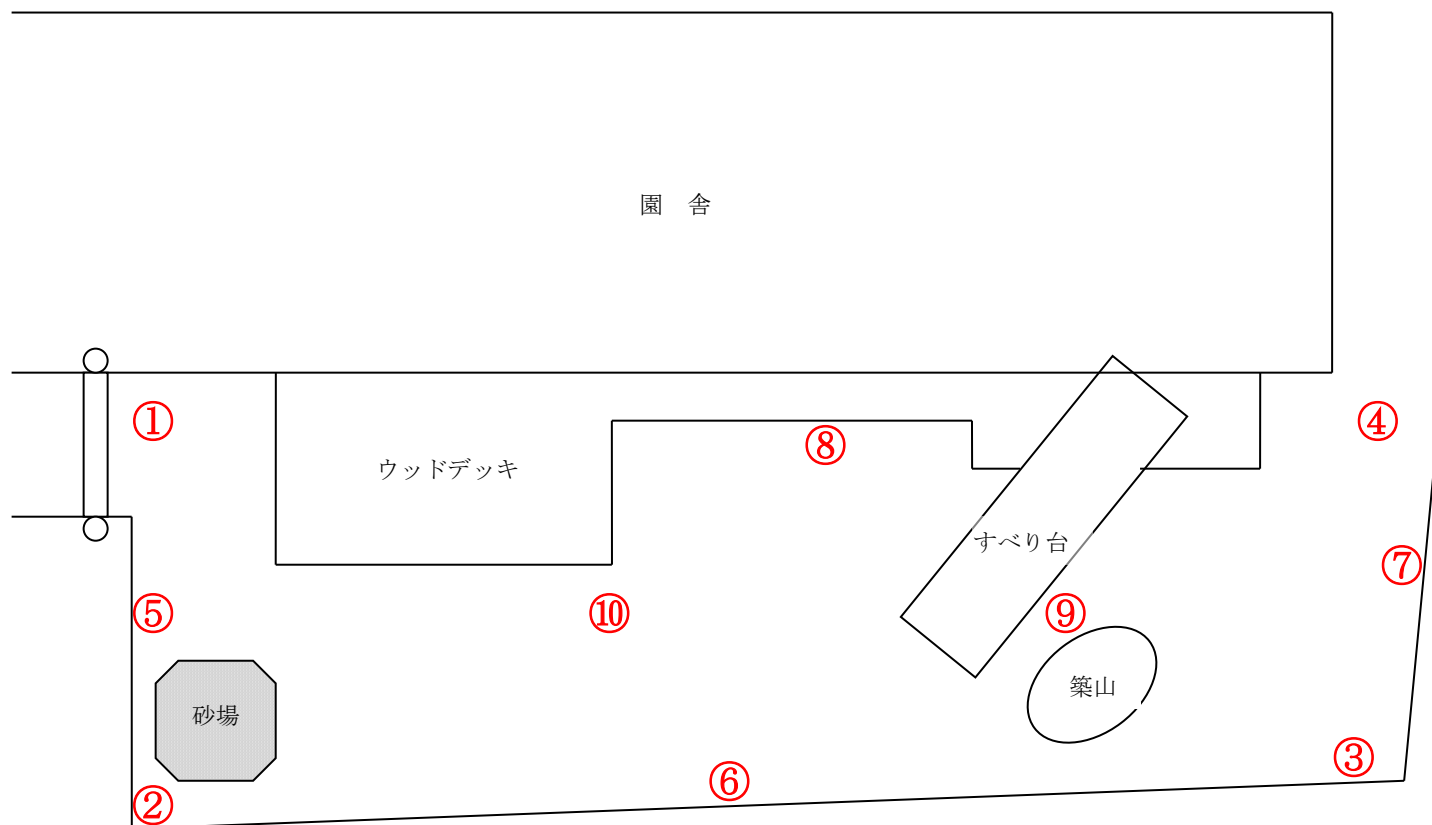 園　舎
①
④
⑧
ウッドデッキ
すべり台
⑦
⑤
⑩
⑨
築山
砂場
③
⑥
②